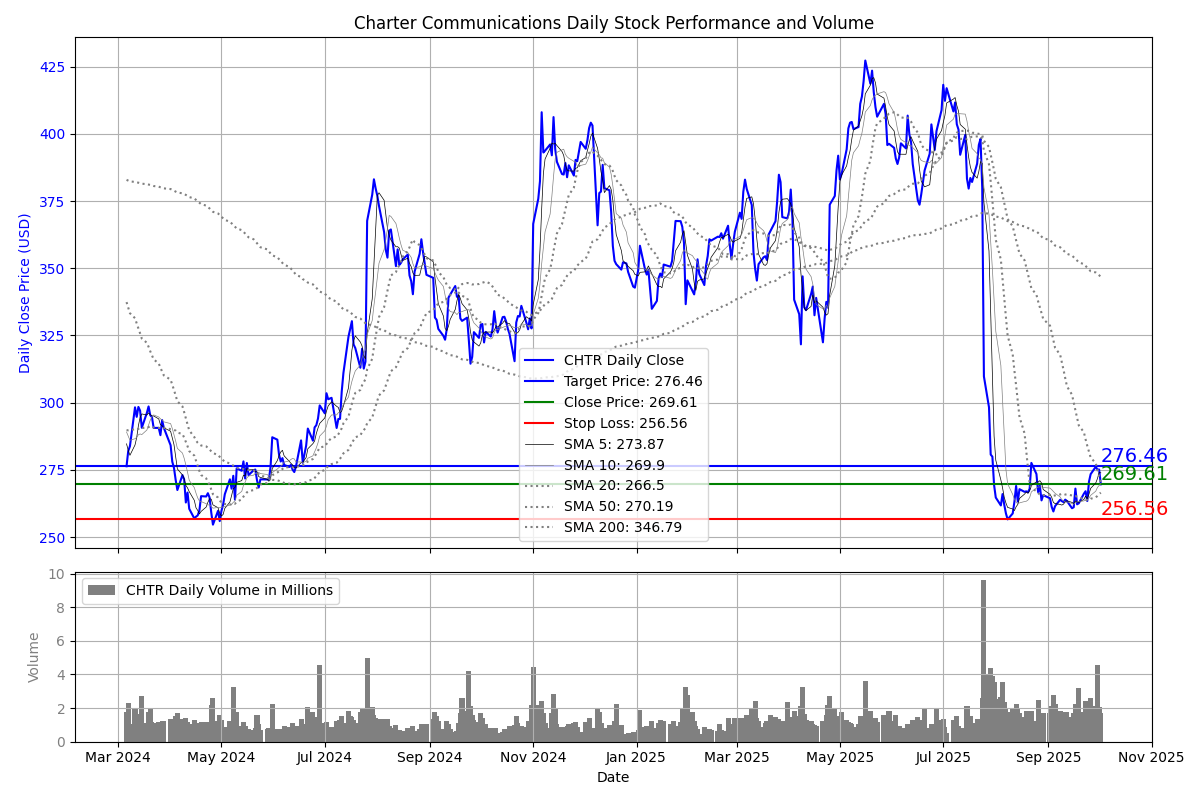 Charter Communications Daily Stock Performance and Volume
Daily Close Price (USD)
425
400
375
350
325
300
275
250
CHTR Daily Close
Target Price: 276.46
Close Price: 269.61
Stop Loss: 256.56
SMA 5: 273.87
SMA 10: 269.9
SMA 20: 266.5
SMA 50: 270.19
SMA 200: 346.79
276.46
269.61
256.56
Volume
10
8
6
4
2
0
CHTR Daily Volume in Millions
Mar 2024 May 2024 Jul 2024 Sep 2024 Nov 2024 Jan 2025 Mar 2025 May 2025 Jul 2025 Sep 2025 Nov 2025
Date